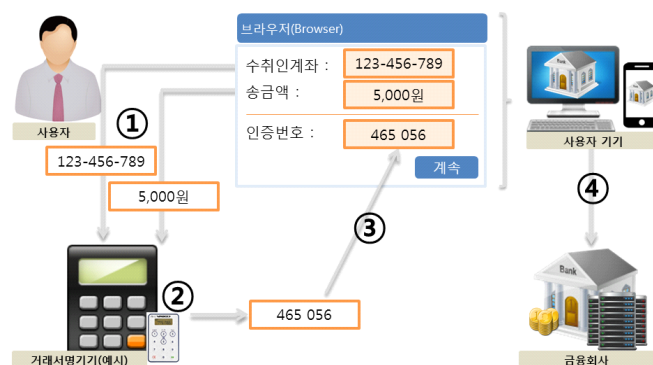 브라우저(Browser)
수취인계좌 : 123-456-789
송금액 : 5,000원
인증번호 : 465 056
계속
사용자
①
123-456-789
5,000원
Bank
사용자 기기
④
③
②
465 056
Bank
거래서명기기(예시)
금융회사